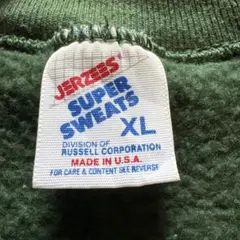 JERZEES®
SUPER
SWEATS
XL
DIVISION OF
RUSSELL CORPORATION
MADE IN U.S.A.
FOR CARE & CONTENT SEE REVERSE